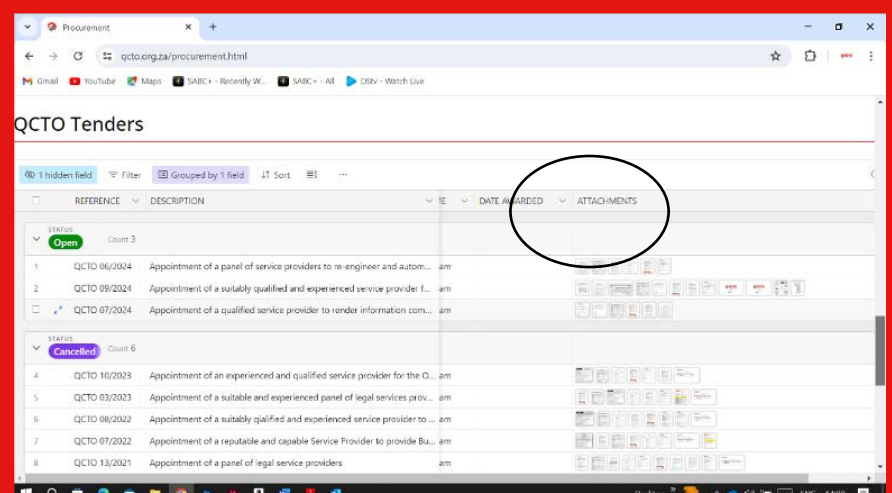 Procurement
qcto.org.za/procurement.html
Gmail YouTube Maps SABC+ - Recently W... SABC+ - All DStv - Watch Live
QCTO Tenders
1 hidden field Filter Grouped by 1 field Sort ...
REFERENCE DESCRIPTION DATE AWARDED ATTACHMENTS
STATUS
Open Count 3
1 QCTO 06/2024 Appointment of a panel of service providers to re-engineer and autom... am
2 QCTO 09/2024 Appointment of a suitably qualified and experienced service provider f... am
QCTO 07/2024 Appointment of a qualified service provider to render information com... am
STATUS
Cancelled Count 6
4 QCTO 10/2023 Appointment of an experienced and qualified service provider for the O... am
5 QCTO 03/2023 Appointment of a suitable and experienced panel of legal services prov... am
6 QCTO 08/2022 Appointment of a suitably qialified and experienced service provider to ... am
7 QCTO 07/2022 Appointment of a reputable and capable Service Provider to provide Bu... am
8 QCTO 13/2021 Appointment of a panel of legal service providers am